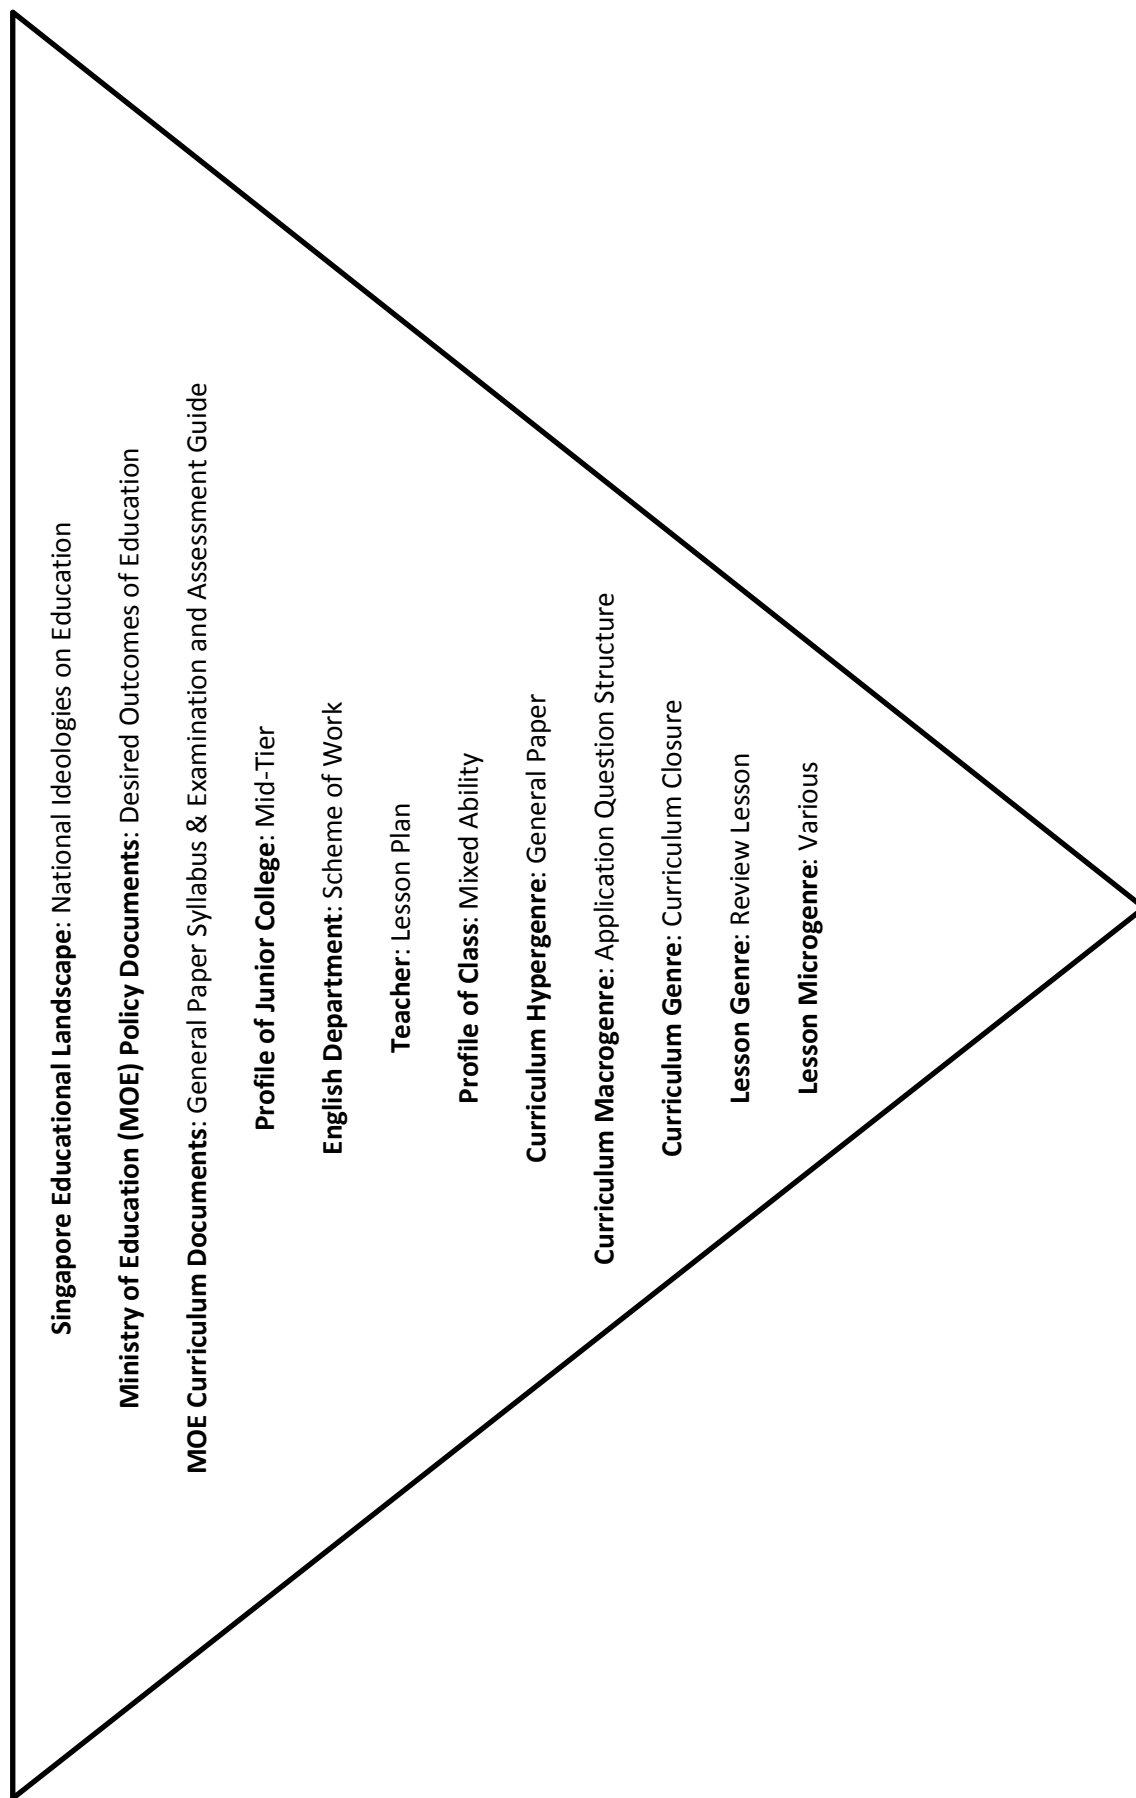 Singapore Educational Landscape: National Ideologies on Education
Ministry of Education (MOE) Policy Documents: Desired Outcomes of Education
MOE Curriculum Documents: General Paper Syllabus & Examination and Assessment Guide
Profile of Junior College: Mid-Tier
English Department: Scheme of Work
Teacher: Lesson Plan
Profile of Class: Mixed Ability
Curriculum Hypergenre: General Paper
Curriculum Macrogenre: Application Question Structure
Curriculum Genre: Curriculum Closure
Lesson Genre: Review Lesson
Lesson Microgenre: Various